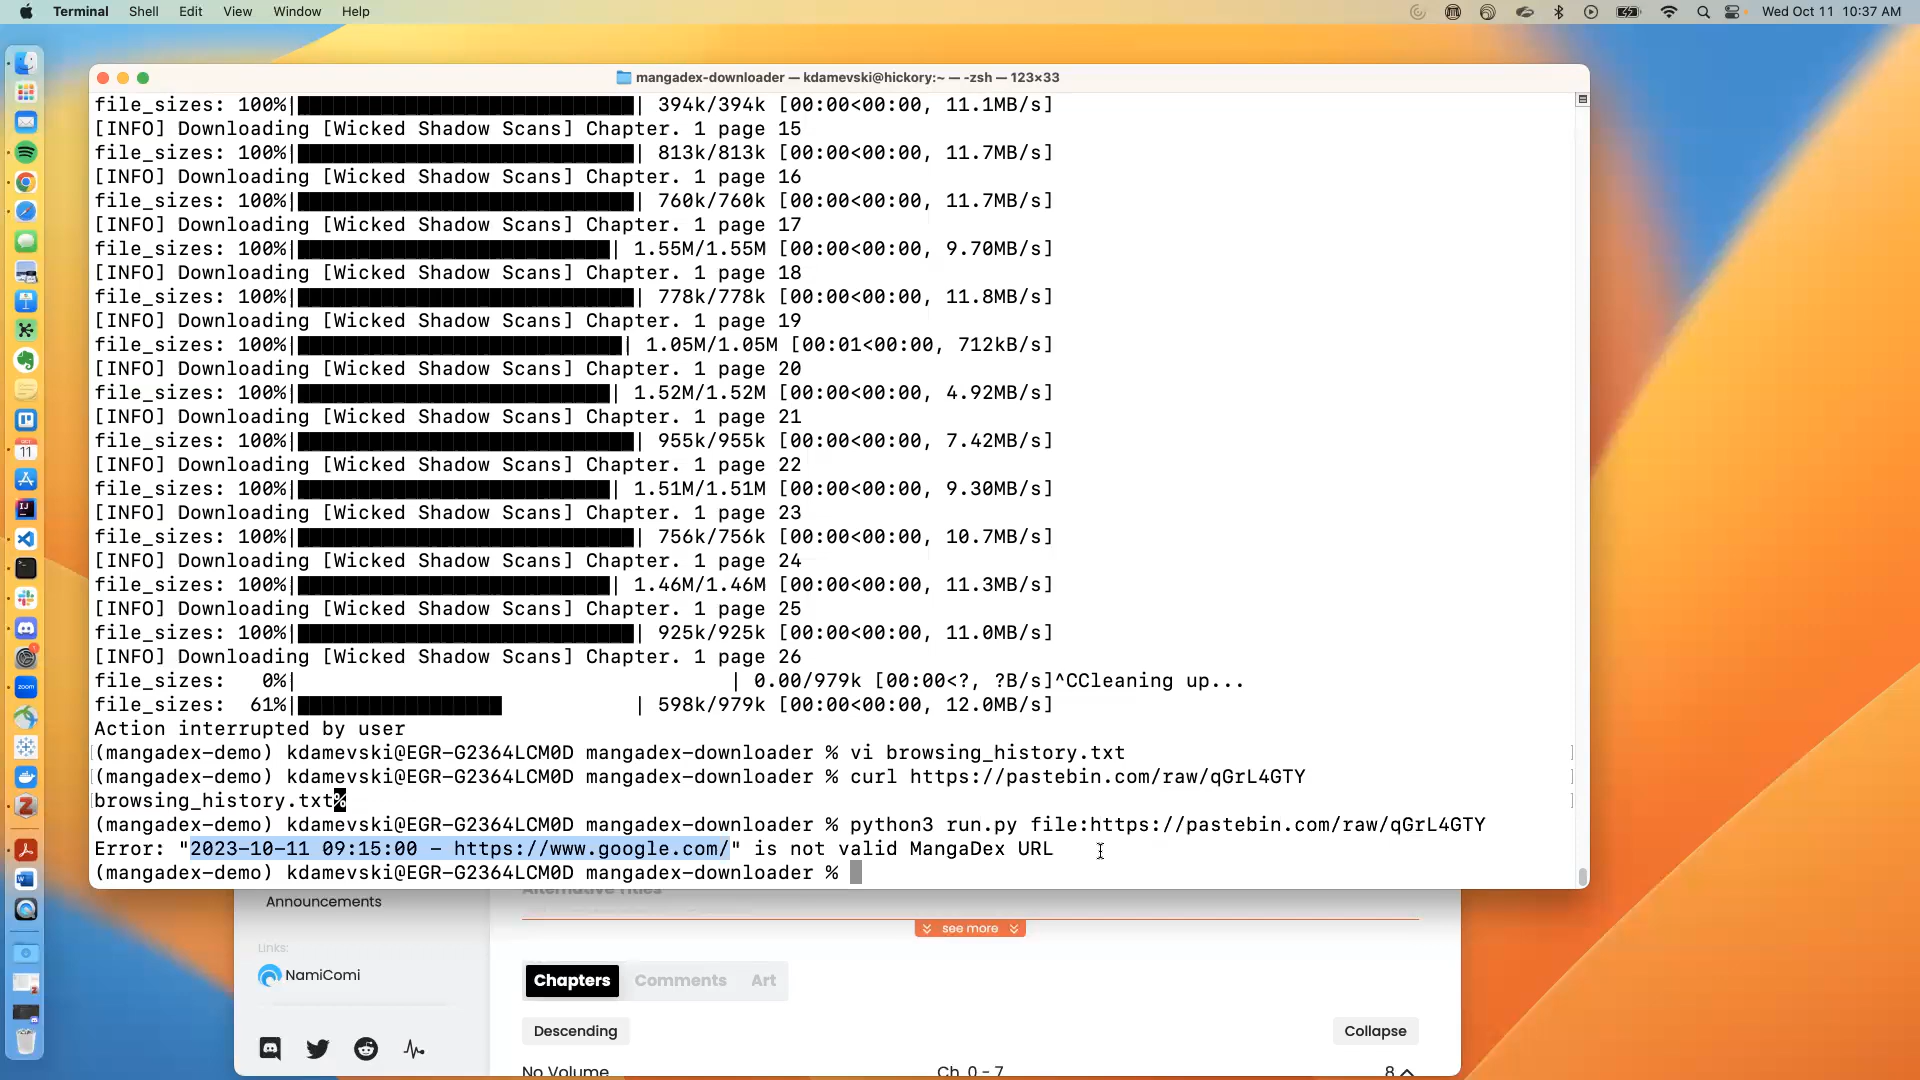 Terminal Shell Edit View Window Help Wed Oct 11 10:37 AM
mangadex-downloader — kdamevski@hickory:~ — -zsh — 123×33
file_sizes: 100%| | 394k/394k [00:00<00:00, 11.1MB/s]
[INFO] Downloading [Wicked Shadow Scans] Chapter. 1 page 15
file_sizes: 100%| | 813k/813k [00:00<00:00, 11.7MB/s]
[INFO] Downloading [Wicked Shadow Scans] Chapter. 1 page 16
file_sizes: 100%| | 760k/760k [00:00<00:00, 11.7MB/s]
[INFO] Downloading [Wicked Shadow Scans] Chapter. 1 page 17
file_sizes: 100%| | 1.55M/1.55M [00:00<00:00, 9.70MB/s]
[INFO] Downloading [Wicked Shadow Scans] Chapter. 1 page 18
file_sizes: 100%| | 778k/778k [00:00<00:00, 11.8MB/s]
[INFO] Downloading [Wicked Shadow Scans] Chapter. 1 page 19
file_sizes: 100%| | 1.05M/1.05M [00:01<00:00, 712kB/s]
[INFO] Downloading [Wicked Shadow Scans] Chapter. 1 page 20
file_sizes: 100%| | 1.52M/1.52M [00:00<00:00, 4.92MB/s]
[INFO] Downloading [Wicked Shadow Scans] Chapter. 1 page 21
file_sizes: 100%| | 955k/955k [00:00<00:00, 7.42MB/s]
[INFO] Downloading [Wicked Shadow Scans] Chapter. 1 page 22
file_sizes: 100%| | 1.51M/1.51M [00:00<00:00, 9.30MB/s]
[INFO] Downloading [Wicked Shadow Scans] Chapter. 1 page 23
file_sizes: 100%| | 756k/756k [00:00<00:00, 10.7MB/s]
[INFO] Downloading [Wicked Shadow Scans] Chapter. 1 page 24
file_sizes: 100%| | 1.46M/1.46M [00:00<00:00, 11.3MB/s]
[INFO] Downloading [Wicked Shadow Scans] Chapter. 1 page 25
file_sizes: 100%| | 925k/925k [00:00<00:00, 11.0MB/s]
[INFO] Downloading [Wicked Shadow Scans] Chapter. 1 page 26
file_sizes: 0%| | 0.00/979k [00:00<?, ?B/s]^CCleaning up...
file_sizes: 61%| | 598k/979k [00:00<00:00, 12.0MB/s]
Action interrupted by user
(mangadex-demo) kdamevski@EGR-G2364LCM0D mangadex-downloader % vi browsing_history.txt
(mangadex-demo) kdamevski@EGR-G2364LCM0D mangadex-downloader % curl https://pastebin.com/raw/qGrL4GTY
browsing_history.txt%
(mangadex-demo) kdamevski@EGR-G2364LCM0D mangadex-downloader % python3 run.py file:https://pastebin.com/raw/qGrL4GTY
Error: "2023-10-11 09:15:00 - https://www.google.com/" is not valid MangaDex URL
(mangadex-demo) kdamevski@EGR-G2364LCM0D mangadex-downloader %
Alternative Titles
Announcements
see more
Links:
NamiComi
Chapters Comments Art
Descending Collapse
No Volume Ch. 0 - 7 8